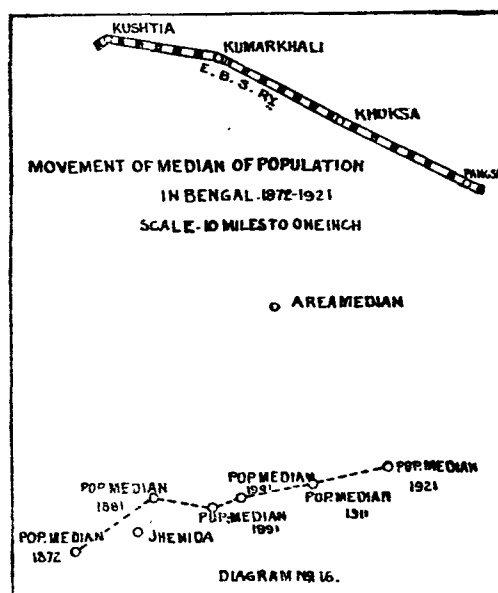 KUSHTIA
KUMARKHALI
E. B. S. RY
KHOKSA
PANGSA
MOVEMENT OF MEDIAN OF POPULATION
IN BENGAL. 1872-1921
SCALE-10 MILES TO ONE INCH
AREA MEDIAN
POP. MEDIAN
1921
POP. MEDIAN
1901
POP. MEDIAN
1881
POP. MEDIAN
1911
POP. MEDIAN
1891
JHENIDA
POP. MEDIAN
1872
DIAGRAM NO. 16.